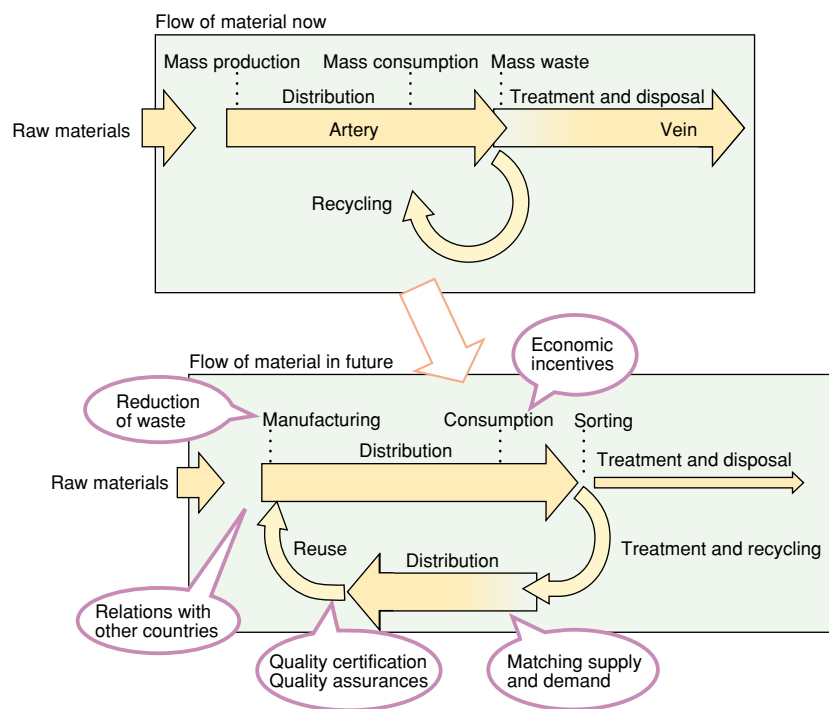 Flow of material now
Mass production
Mass consumption
Mass waste
Distribution
Treatment and disposal
Raw materials
Artery
Vein
Recycling
Economic
incentives
Flow of material in future
Reduction
of waste
Manufacturing
Consumption
Sorting
Distribution
Treatment and disposal
Raw materials
Reuse
Distribution
Treatment and recycling
Relations with
other countries
Quality certification
Quality assurances
Matching supply
and demand